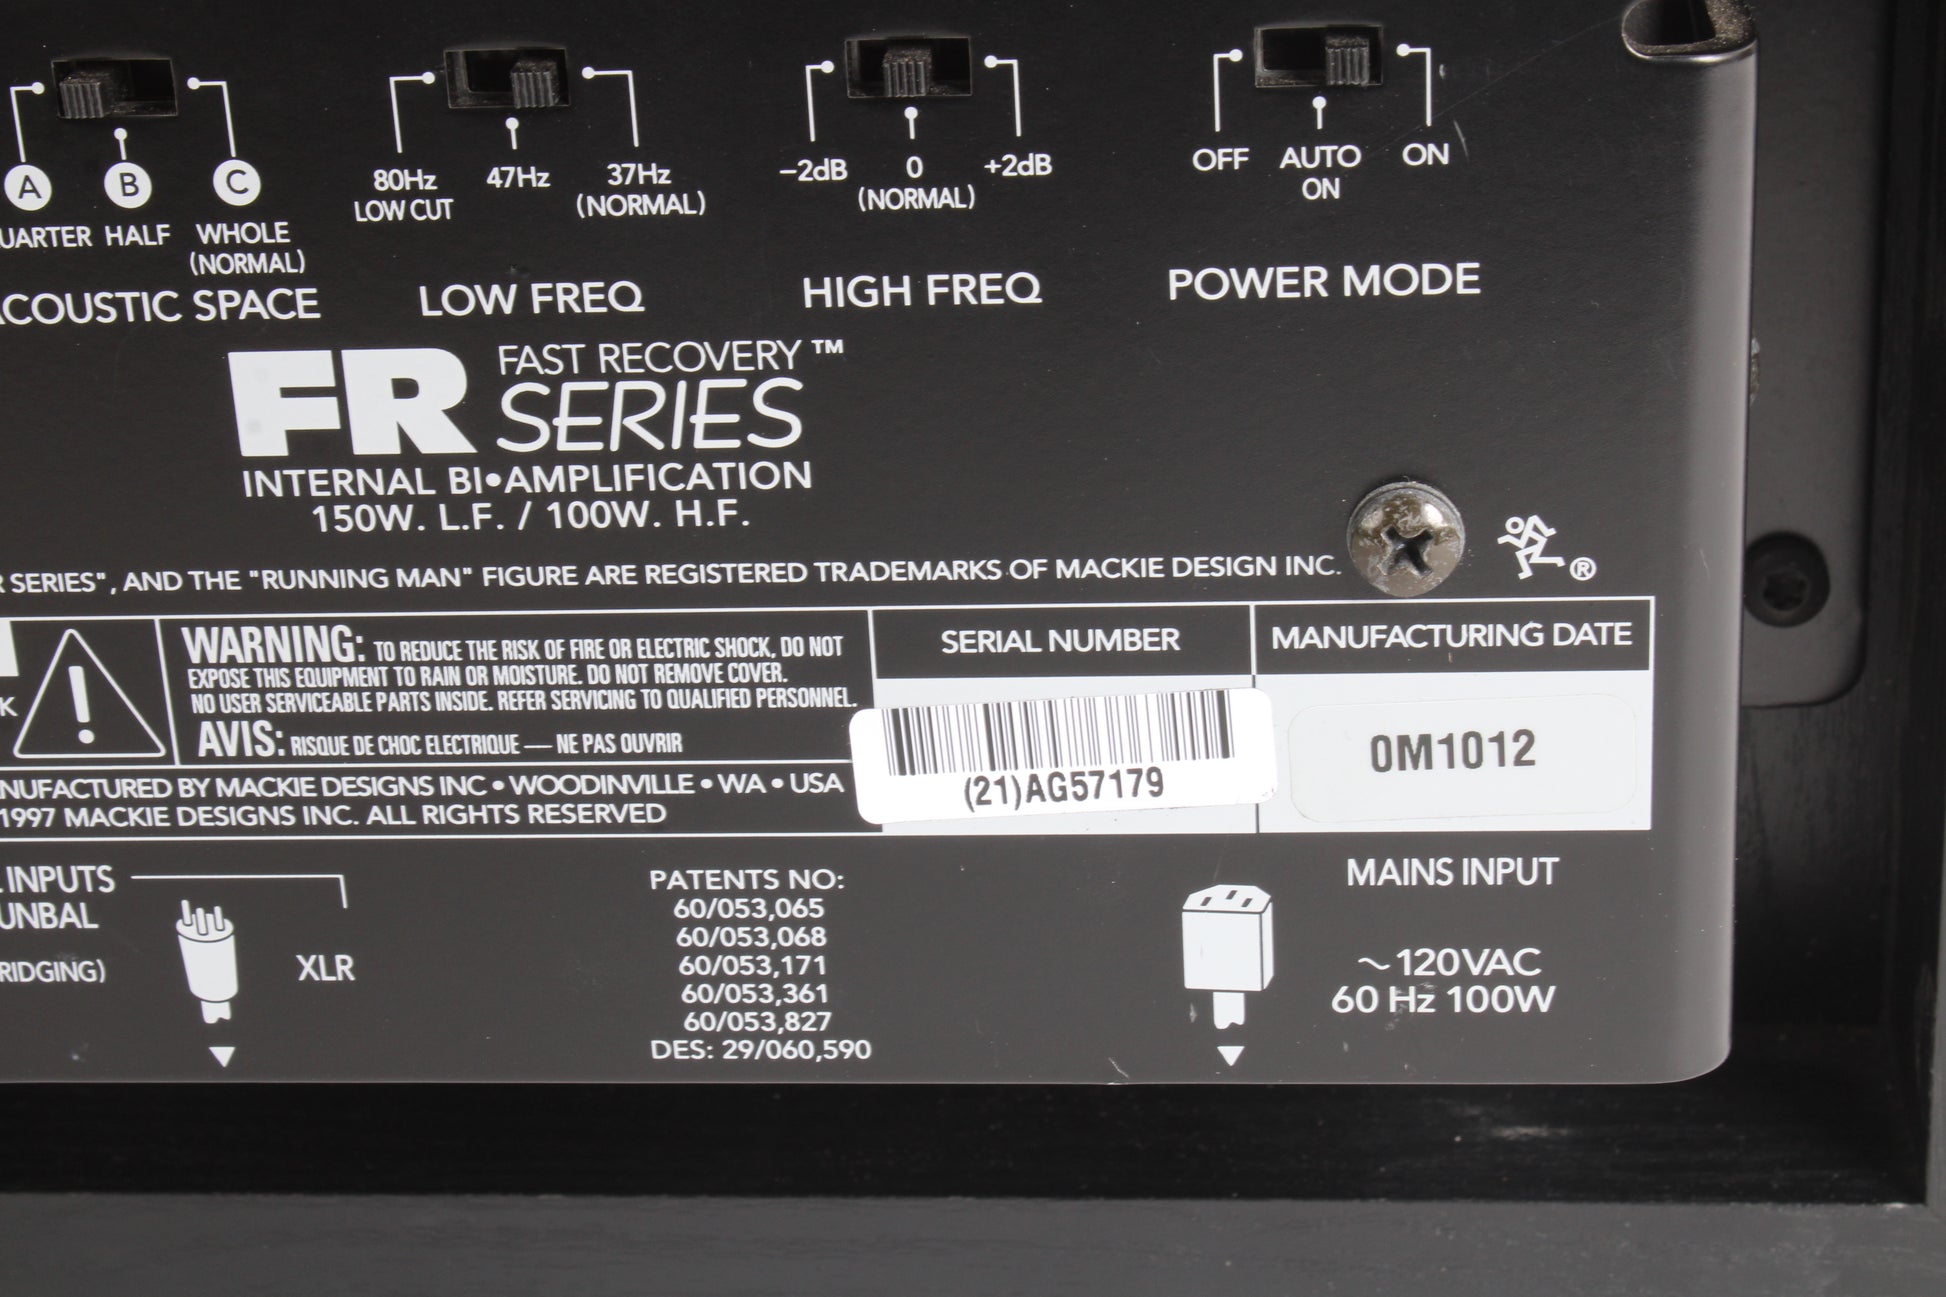 A B C
UARTER HALF WHOLE
(NORMAL)
COUSTIC SPACE
80Hz 47Hz 37Hz
LOW CUT (NORMAL)
LOW FREQ
−2dB 0 +2dB
(NORMAL)
HIGH FREQ
OFF AUTO ON
ON
POWER MODE
FR FAST RECOVERY™
SERIES
INTERNAL BI•AMPLIFICATION
150W. L.F. / 100W. H.F.
R SERIES", AND THE "RUNNING MAN" FIGURE ARE REGISTERED TRADEMARKS OF MACKIE DESIGN INC.
®
K
!
WARNING: TO REDUCE THE RISK OF FIRE OR ELECTRIC SHOCK, DO NOT
EXPOSE THIS EQUIPMENT TO RAIN OR MOISTURE. DO NOT REMOVE COVER.
NO USER SERVICEABLE PARTS INSIDE. REFER SERVICING TO QUALIFIED PERSONNEL.
AVIS: RISQUE DE CHOC ELECTRIQUE — NE PAS OUVRIR
NUFACTURED BY MACKIE DESIGNS INC • WOODINVILLE • WA • USA
1997 MACKIE DESIGNS INC. ALL RIGHTS RESERVED
SERIAL NUMBER
(21)AG57179
MANUFACTURING DATE
0M1012
INPUTS
UNBAL
RIDGING)
XLR
PATENTS NO:
60/053,065
60/053,068
60/053,171
60/053,361
60/053,827
DES: 29/060,590
MAINS INPUT
~120VAC
60 Hz 100W